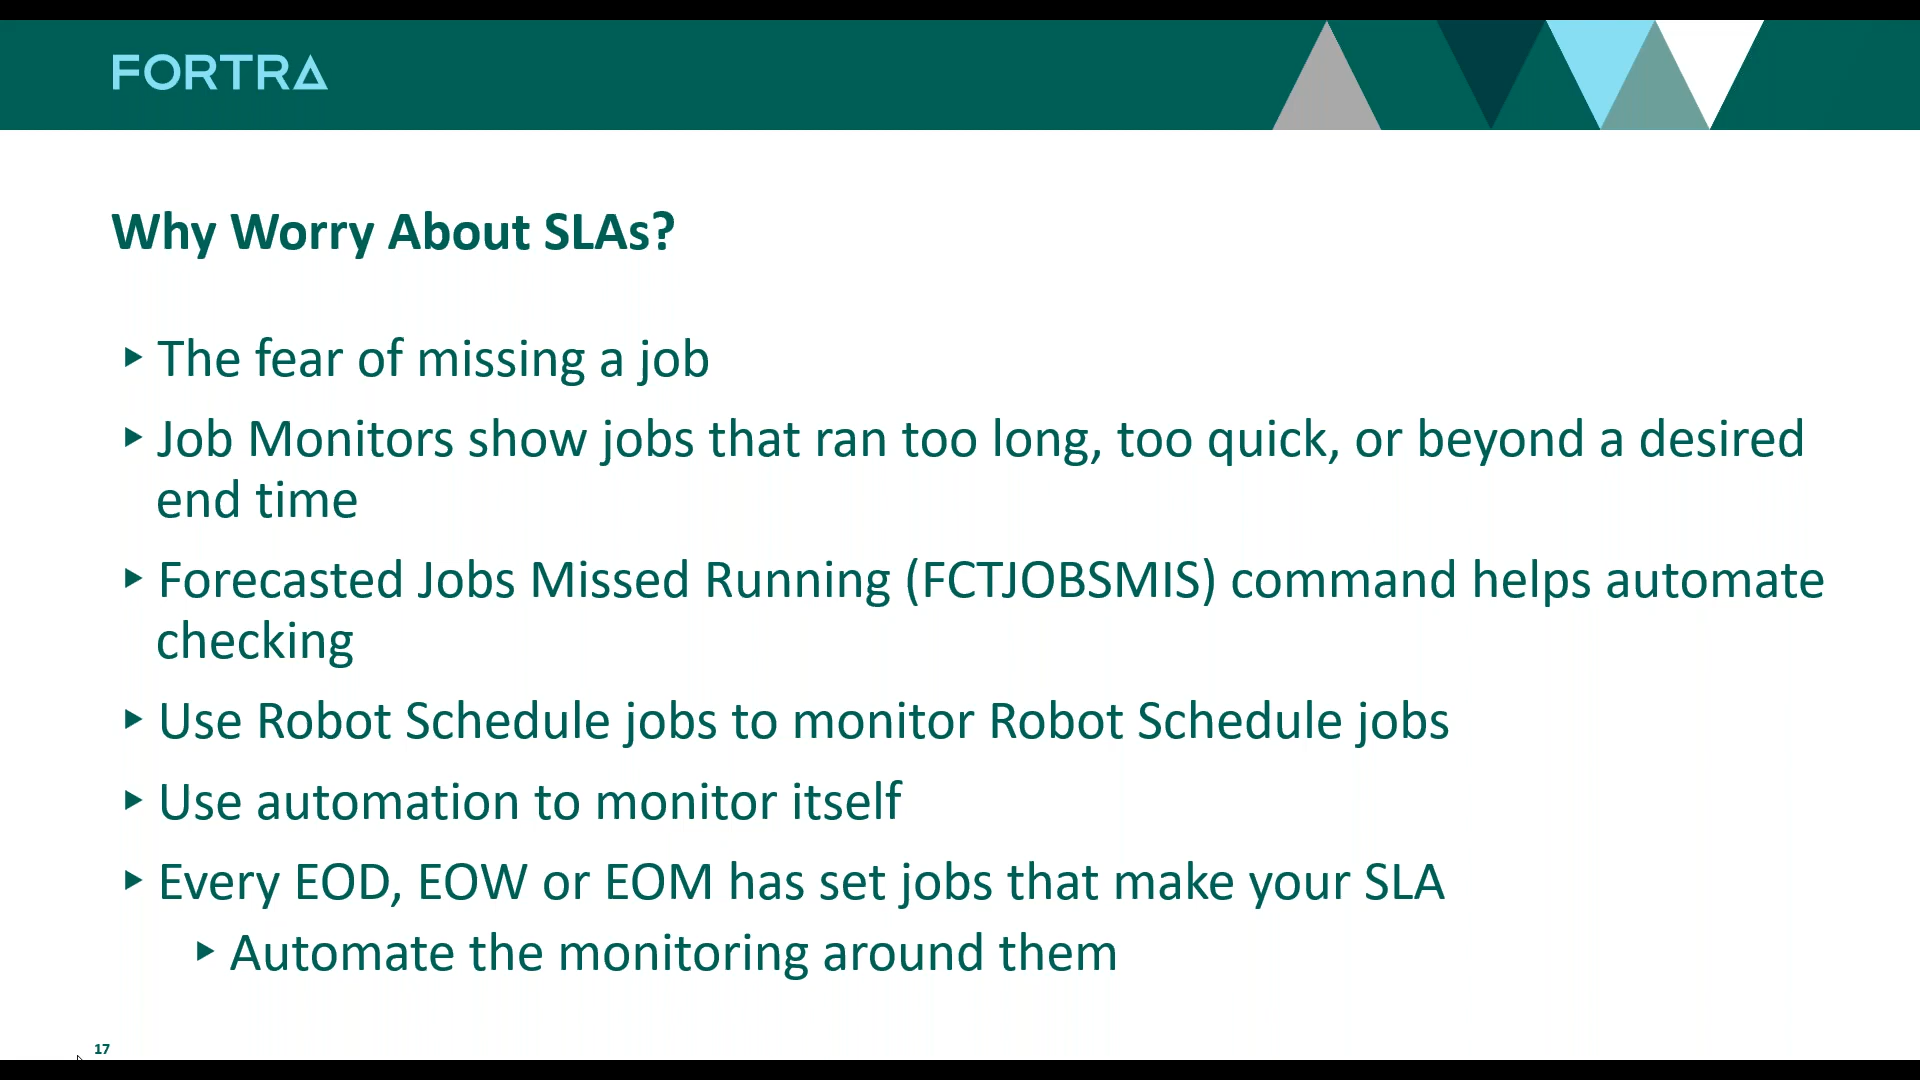 FORTRA
Why Worry About SLAs?
‣ The fear of missing a job
‣ Job Monitors show jobs that ran too long, too quick, or beyond a desired
end time
‣ Forecasted Jobs Missed Running (FCTJOBSMIS) command helps automate
checking
‣ Use Robot Schedule jobs to monitor Robot Schedule jobs
‣ Use automation to monitor itself
‣ Every EOD, EOW or EOM has set jobs that make your SLA
‣ Automate the monitoring around them
17